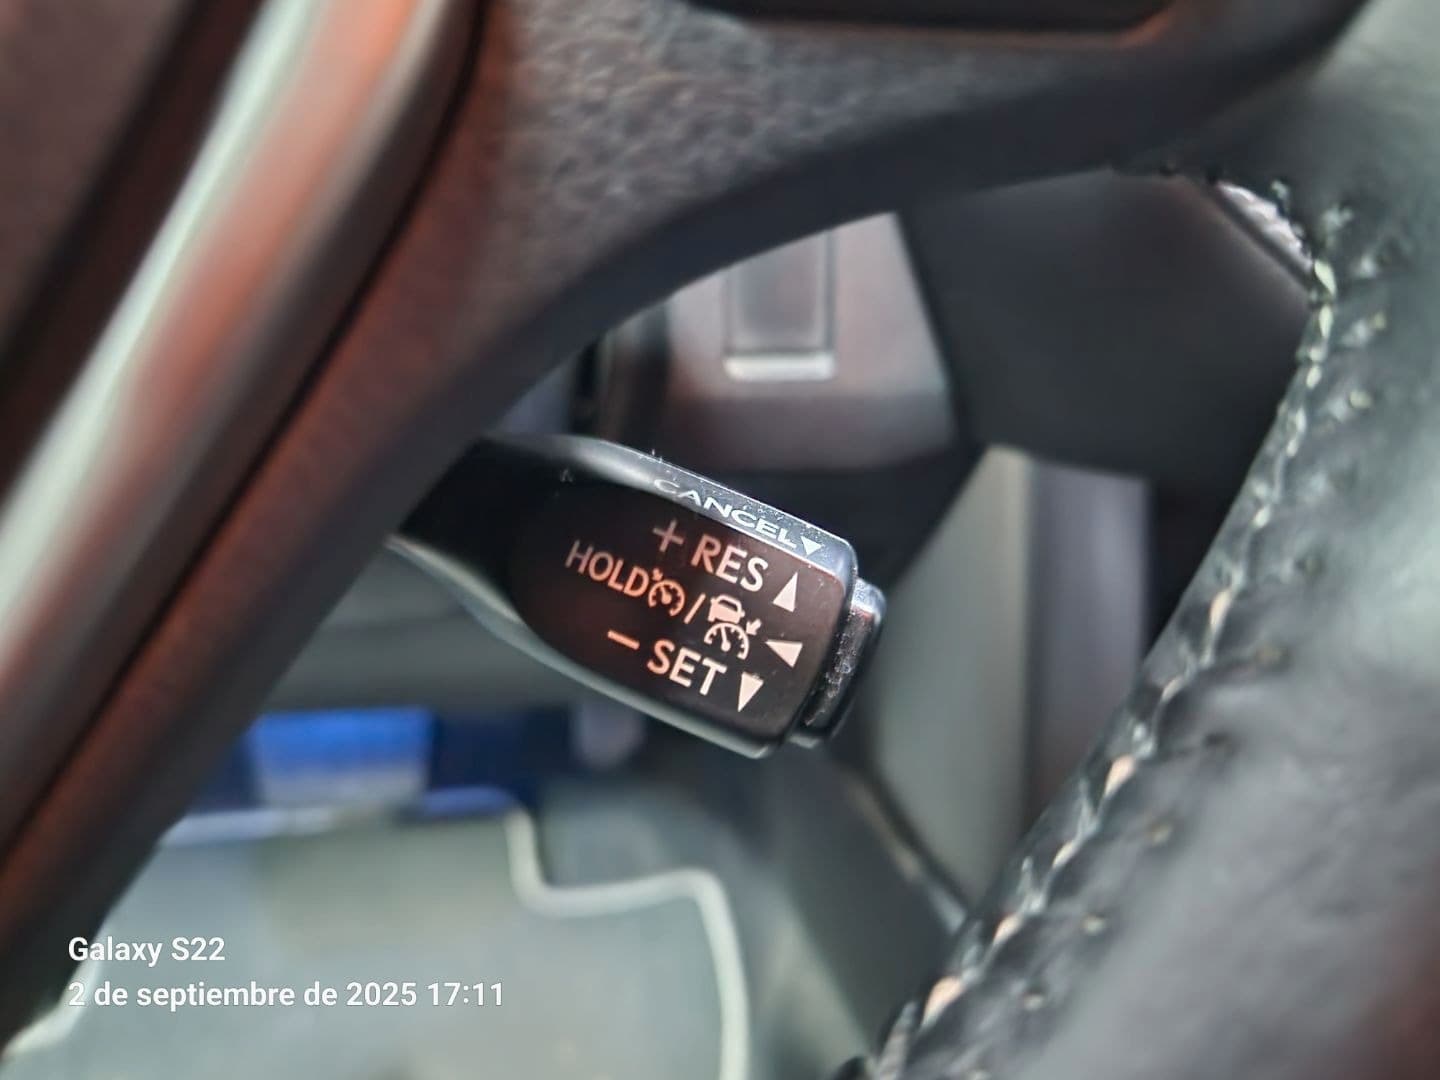 CANCEL▼
+ RES ▲
HOLD / ◀
− SET ▼
Galaxy S22
2 de septiembre de 2025 17:11